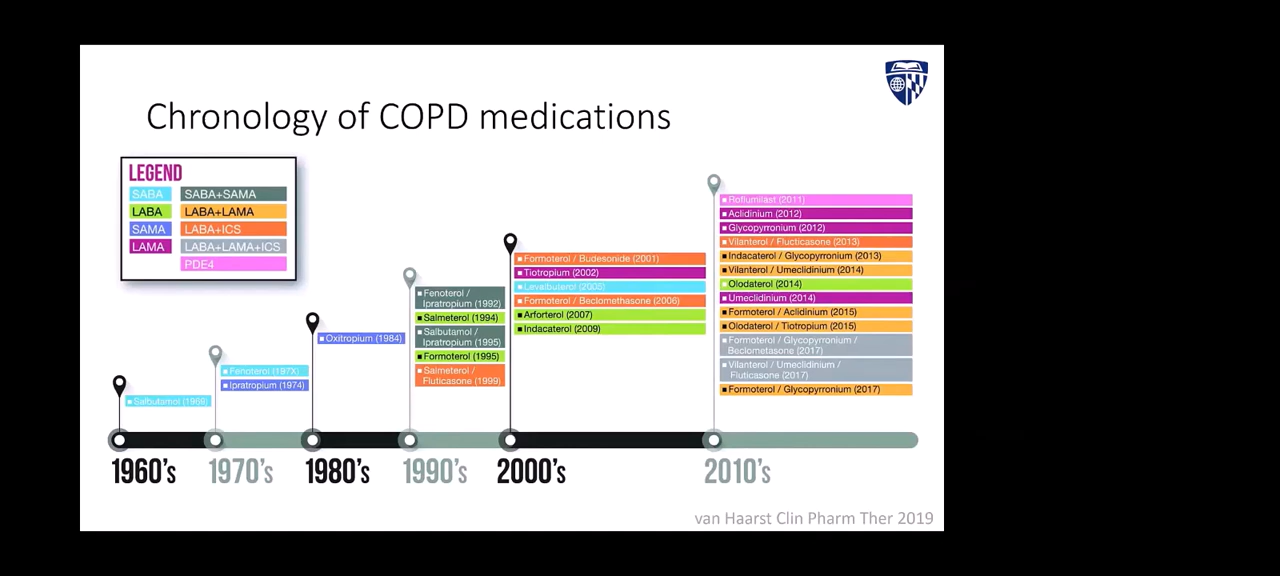 Chronology of COPD medications
LEGEND
SABA
SABA+SAMA
LABA
LABA+LAMA
SAMA
LABA+ICS
LAMA
LABA+LAMA+ICS
PDE4
Salbutamol (1969)
Fenoterol (197X)
Ipratropium (1974)
Oxitropium (1984)
Fenoterol /
Ipratropium (1992)
Salmeterol (1994)
Salbutamol /
Ipratropium (1995)
Formoterol (1995)
Salmeterol /
Fluticasone (1999)
Formoterol / Budesonide (2001)
Tiotropium (2002)
Levalbuterol (2005)
Formoterol / Beclomethasone (2006)
Arforterol (2007)
Indacaterol (2009)
Roflumilast (2011)
Aclidinium (2012)
Glycopyrronium (2012)
Vilanterol / Flucticasone (2013)
Indacaterol / Glycopyrronium (2013)
Vilanterol / Umeclidinium (2014)
Olodaterol (2014)
Umeclidinium (2014)
Formoterol / Aclidinium (2015)
Olodaterol / Tiotropium (2015)
Formoterol / Glycopyrronium /
Beclometasone (2017)
Vilanterol / Umeclidinium /
Fluticasone (2017)
Formoterol / Glycopyrronium (2017)
1960's
1970's
1980's
1990's
2000's
2010's
van Haarst Clin Pharm Ther 2019